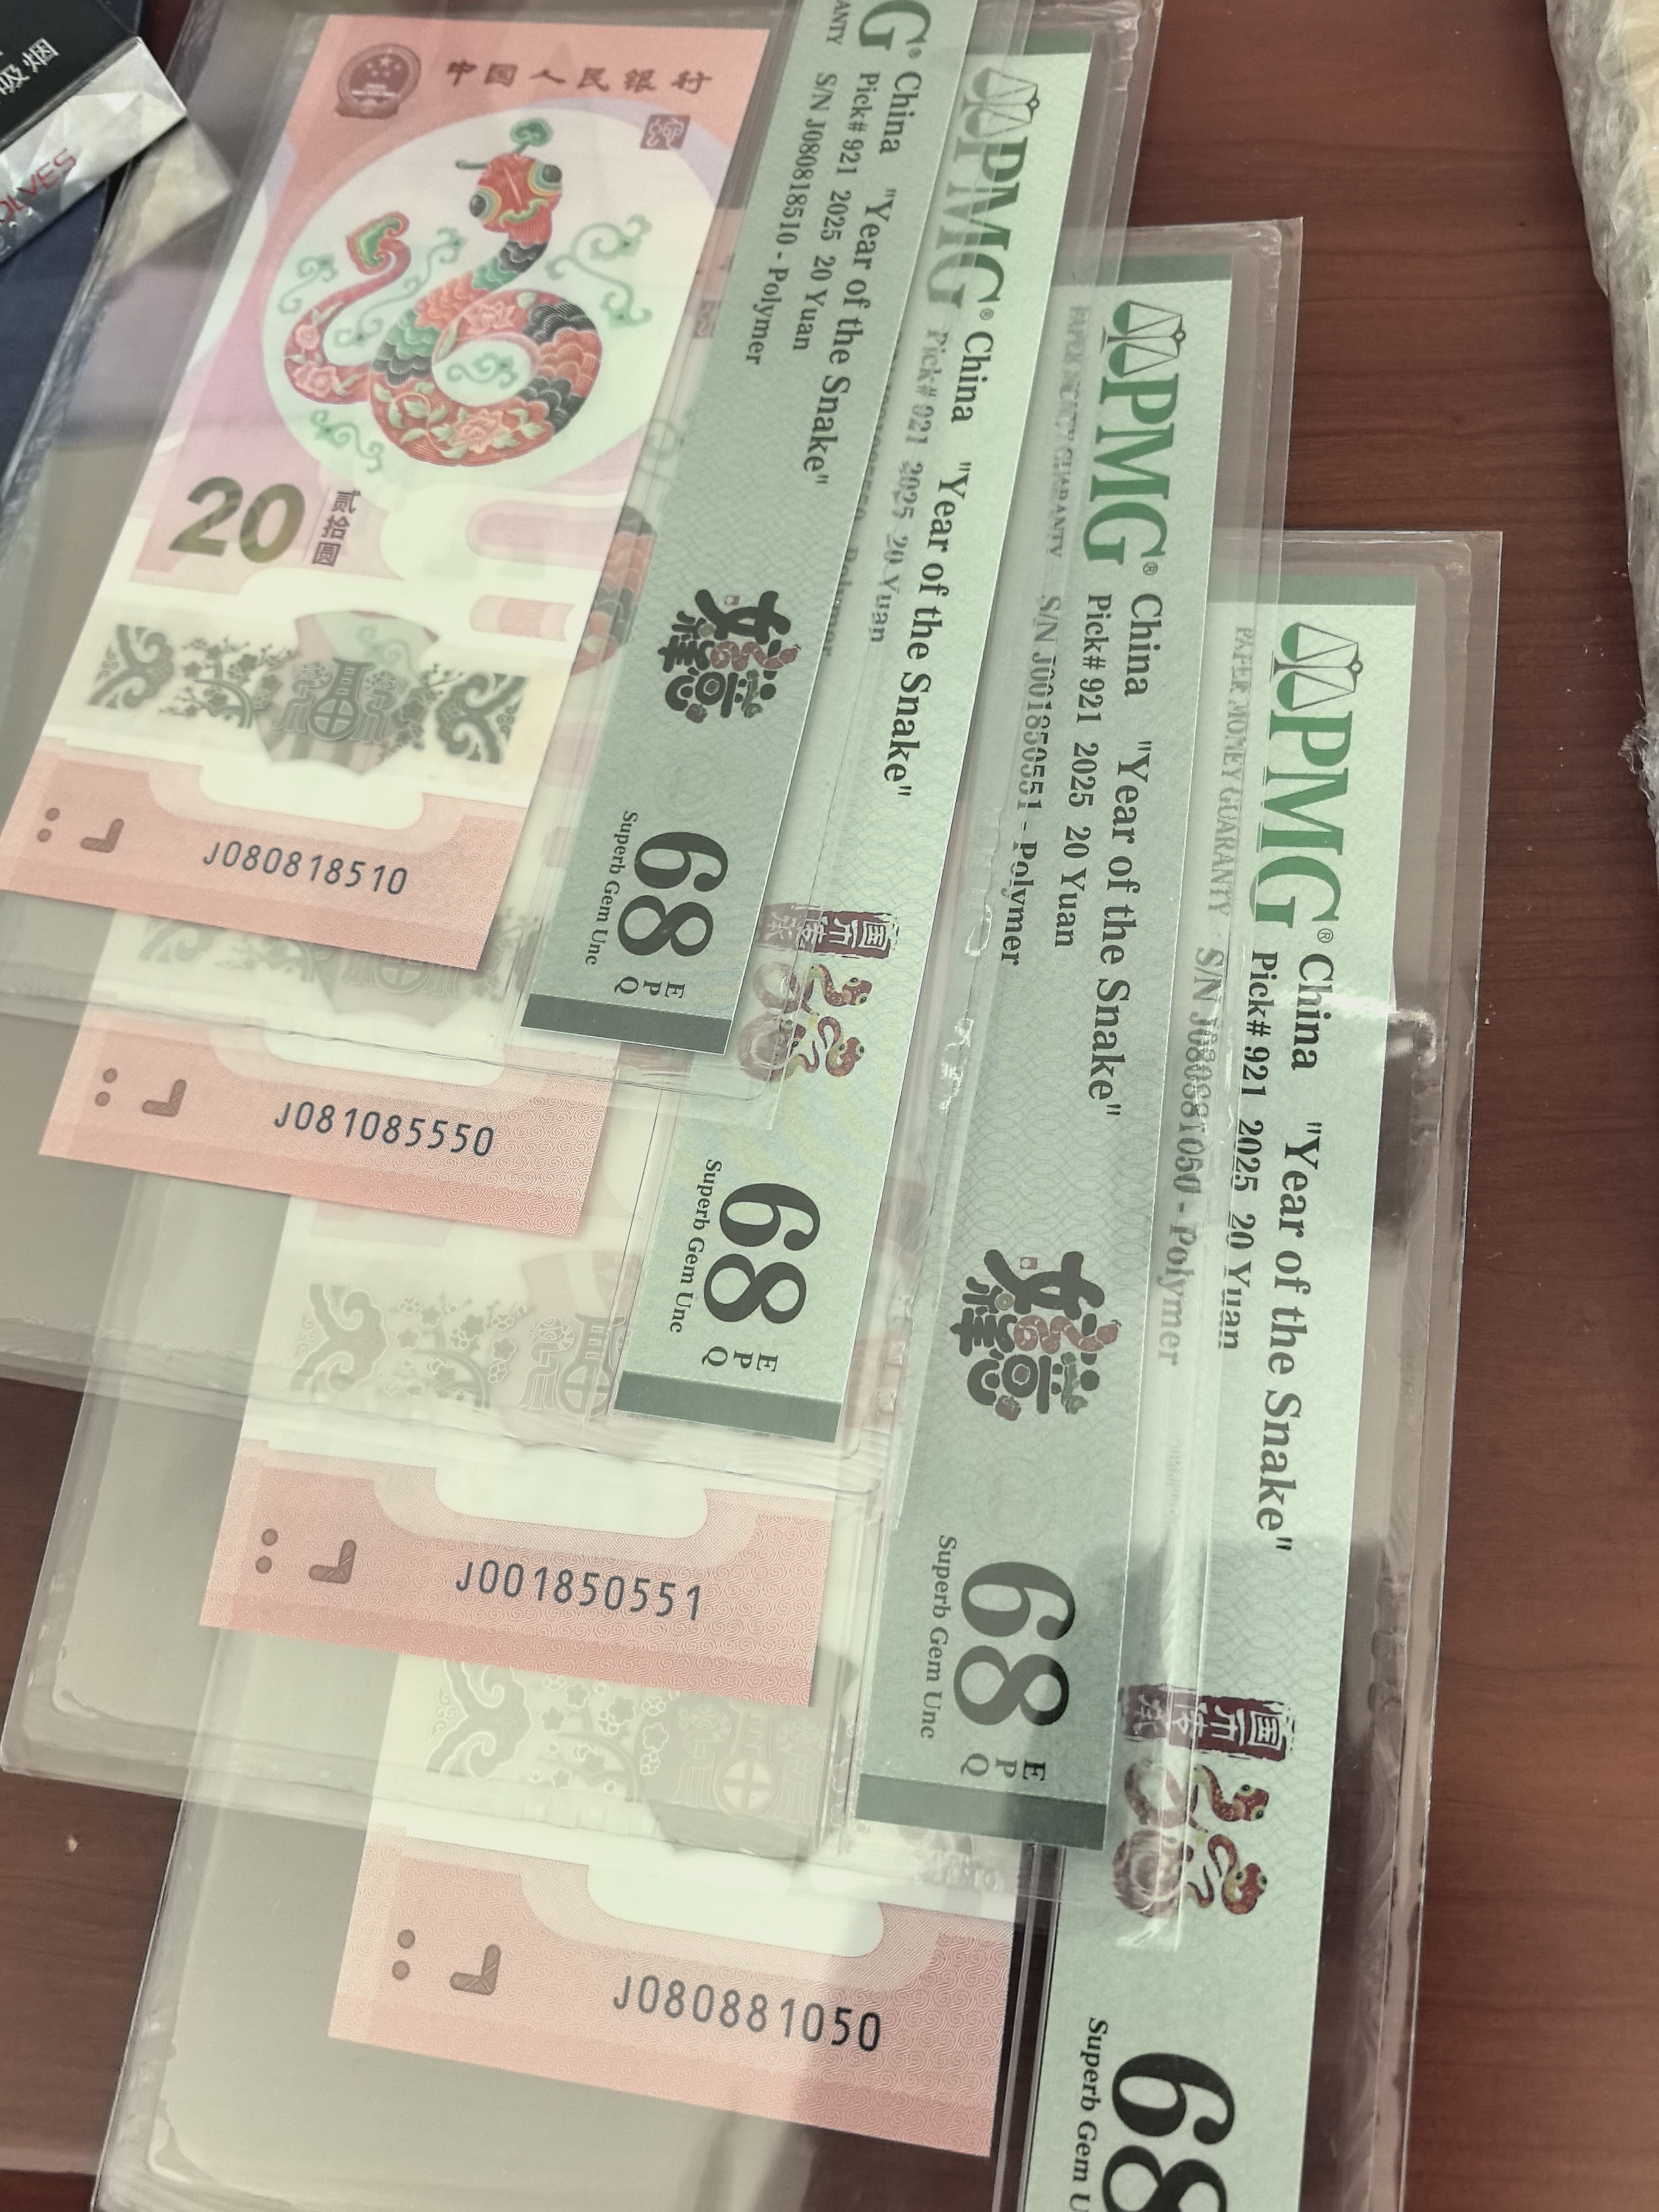 吸烟
中国人民银行
20
贰拾圆
J080818510
G®
ANTY
China "Year of the Snake"
Pick# 921 2025 20 Yuan
S/N J080818510 - Polymer
68
EPQ
Superb Gem Unc
J081085550
PMG®
China "Year of the Snake"
Pick# 921 2025 20 Yuan
68
EPQ
Superb Gem Unc
J001850551
PMG®
PAPER MONEY GUARANTY
China "Year of the Snake"
Pick# 921 2025 20 Yuan
S/N J001850551 - Polymer
68
EPQ
Superb Gem Unc
J080881050
PMG®
PAPER MONEY GUARANTY
China "Year of the Snake"
Pick# 921 2025 20 Yuan
S/N J080881050 - Polymer
68
Superb Gem U